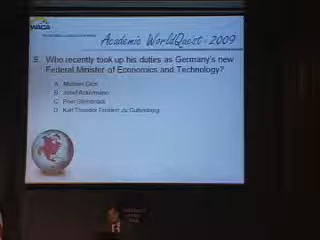 WACA
Academic WorldQuest - 2009
5. Who recently took up his duties as Germany's new
Federal Minister of Economics and Technology?
A. Michael Glos
B. Josef Ackermann
C. Peer Steinbrück
D. Karl Theodor Freiherr zu Guttenberg